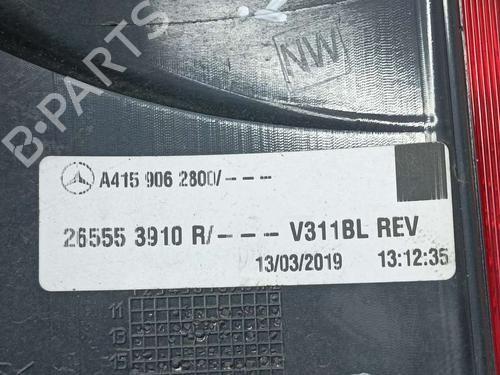 NW
B-PARTS
A415 906 2800/- - -
26555 3910 R/- - - V311BL REV
13/03/2019 13:12:35
11
13
15